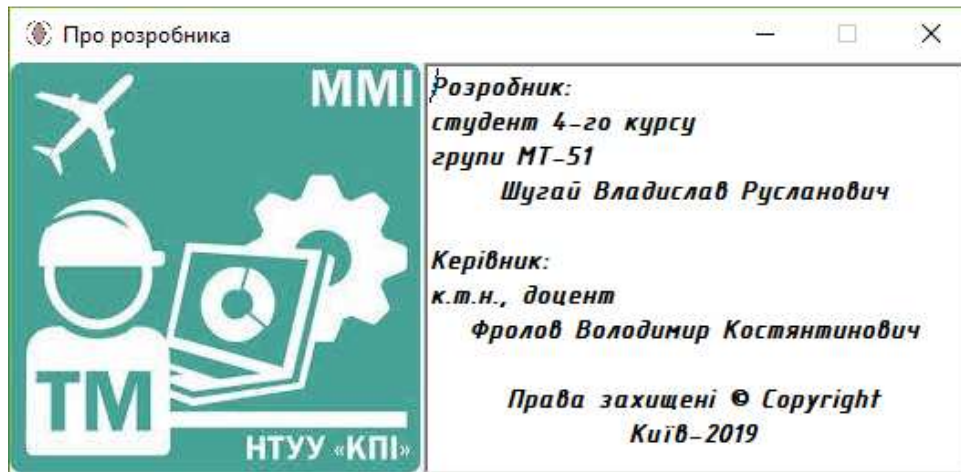 Про розробника
ММІ
ТМ
НТУУ «КПІ»
Розробник:
студент 4-го курсу
групи МТ-51
Шугай Владислав Русланович
Керівник:
к.т.н., доцент
Фролов Володимир Костянтинович
Права захищені © Copyright
Київ-2019